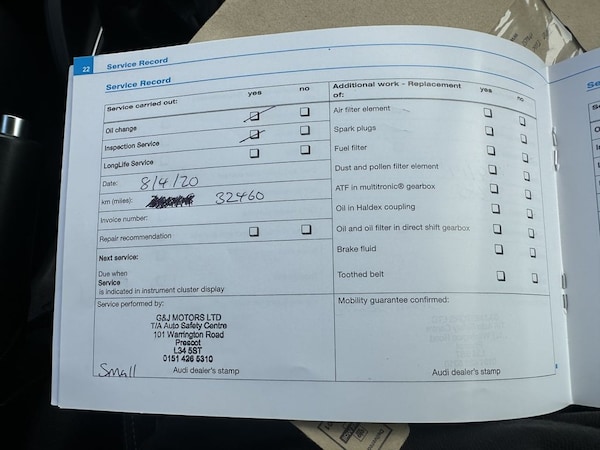 22 Service Record
Service Record
Service carried out: yes no
Oil change
Inspection Service
LongLife Service
Date: 8/4/20
km (miles): 32460
Invoice number:
Repair recommendation
Next service:
Due when
Service
is indicated in instrument cluster display
Service performed by:
G&J MOTORS LTD
T/A Auto Safety Centre
101 Warrington Road
Prescot
L34 5ST
0151 426 5310
Small
Audi dealer's stamp
Additional work - Replacement yes no
of:
Air filter element
Spark plugs
Fuel filter
Dust and pollen filter element
ATF in multitronic® gearbox
Oil in Haldex coupling
Oil and oil filter in direct shift gearbox
Brake fluid
Toothed belt
Mobility guarantee confirmed:
Audi dealer's stamp